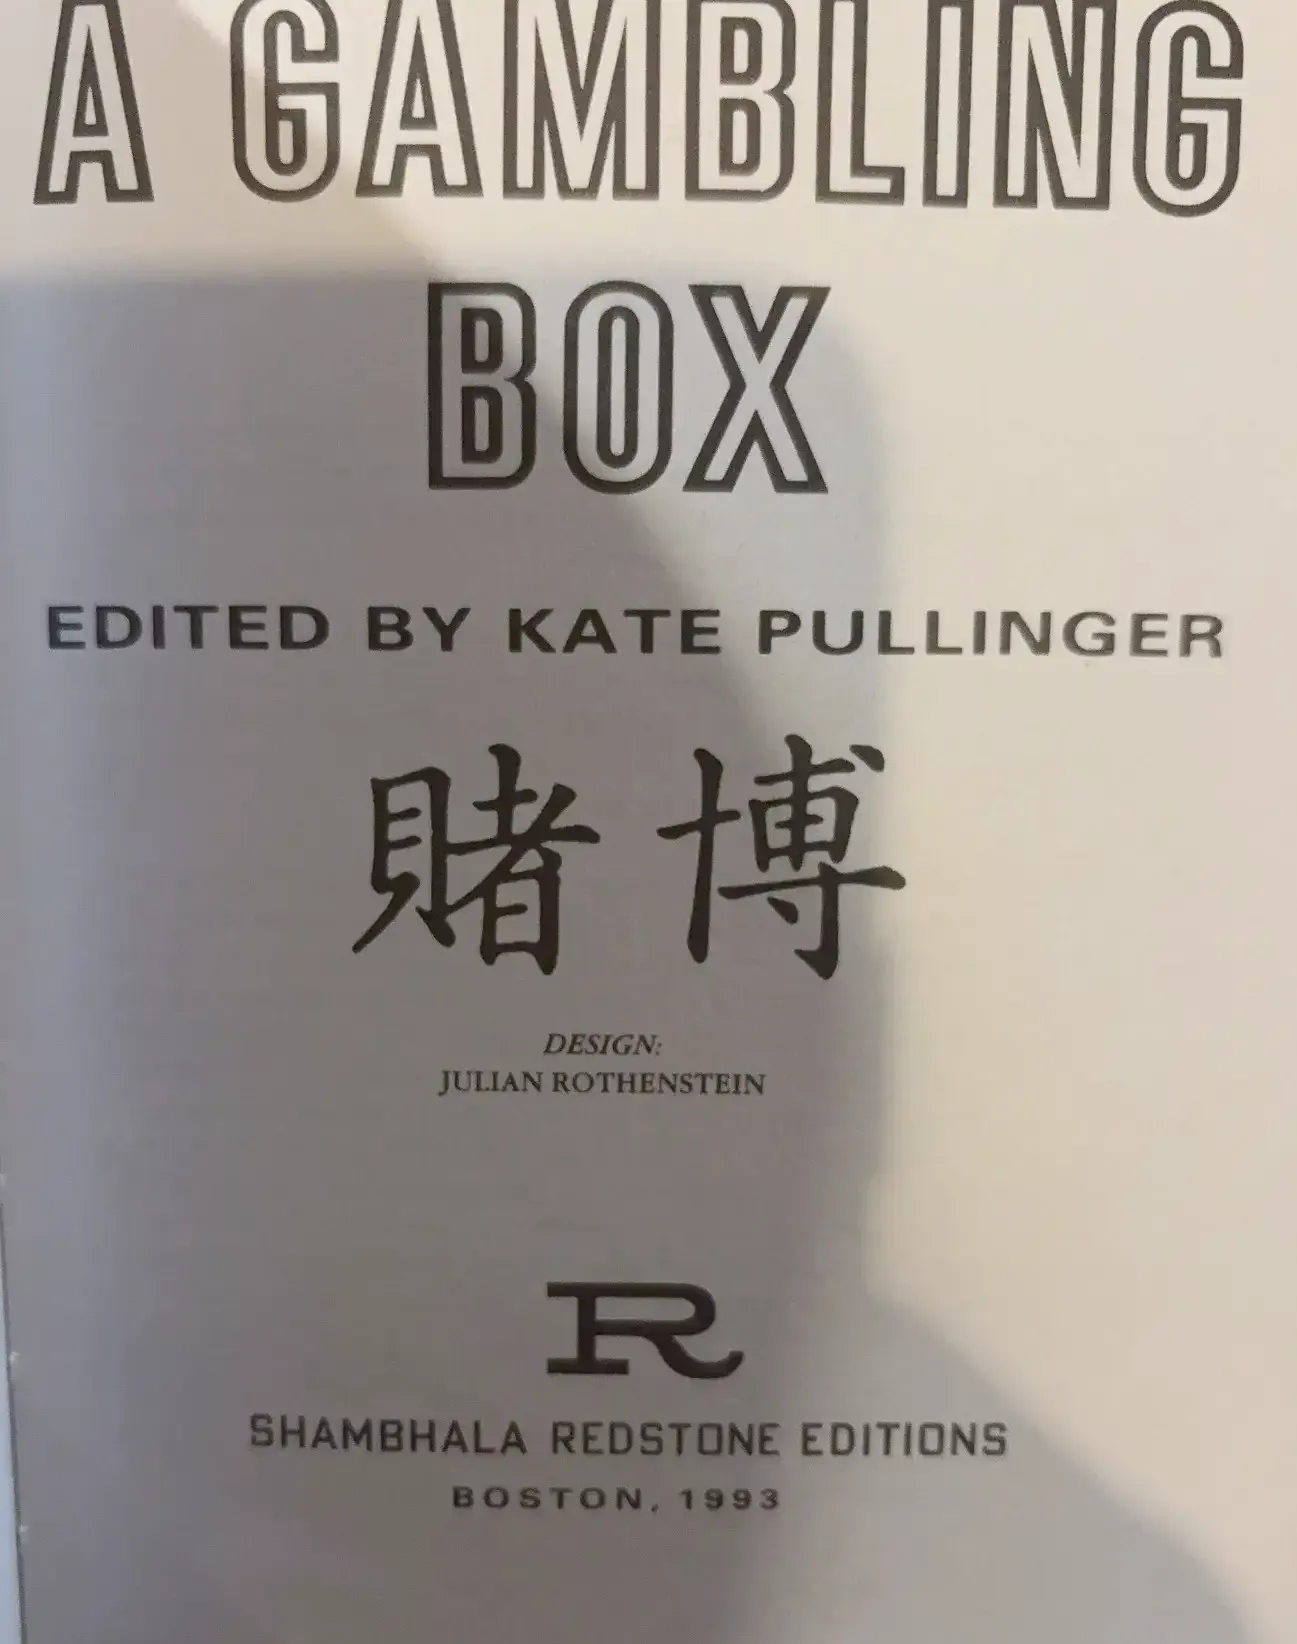 A GAMBLING
BOX
EDITED BY KATE PULLINGER
賭博
DESIGN:
JULIAN ROTHENSTEIN
R
SHAMBHALA REDSTONE EDITIONS
BOSTON, 1993